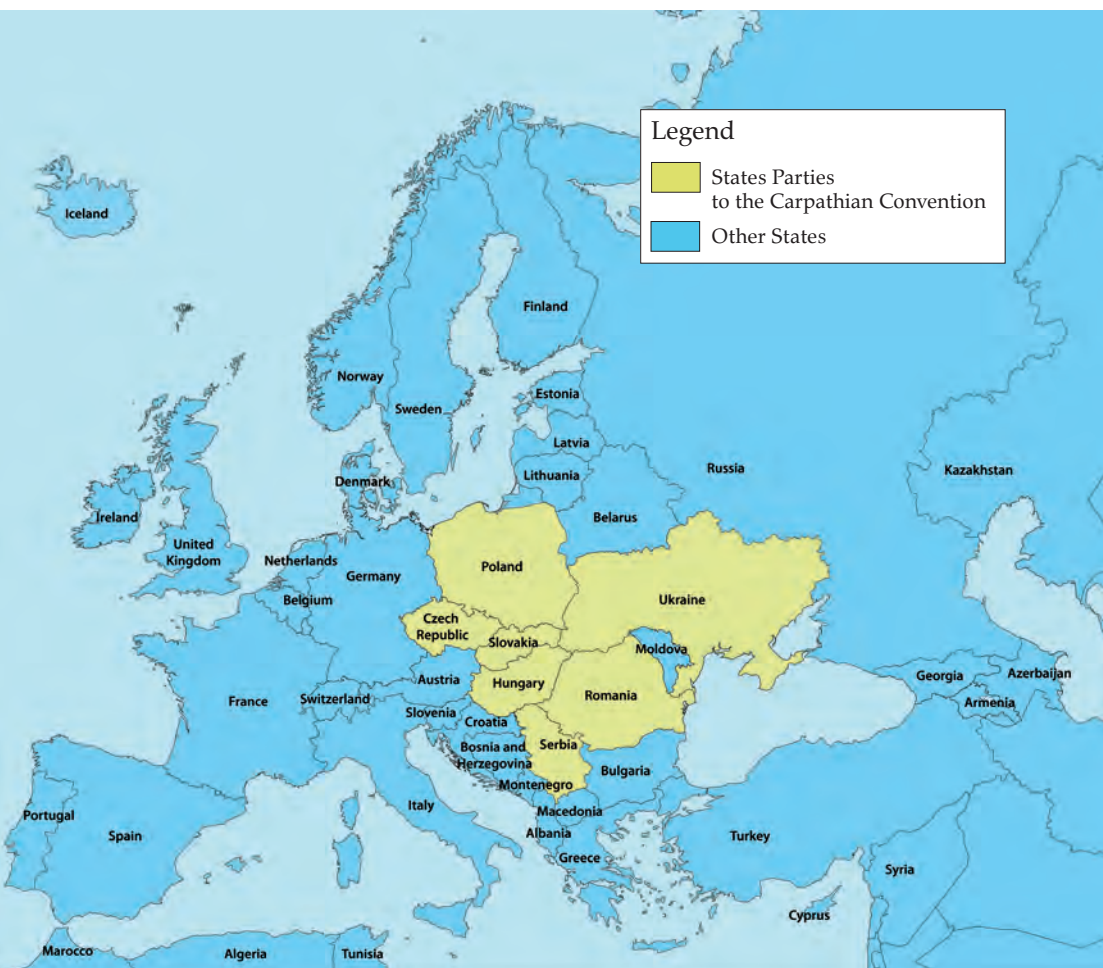 Legend
States Parties
to the Carpathian Convention
Other States
Iceland
Finland
Norway
Sweden
Estonia
Latvia
Lithuania
Russia
Kazakhstan
Denmark
Ireland
United
Kingdom
Belarus
Netherlands
Germany
Poland
Belgium
Ukraine
Czech
Republic
Slovakia
Moldova
Austria
Hungary
Romania
France
Switzerland
Slovenia
Croatia
Georgia
Azerbaijan
Armenia
Bosnia and
Herzegovina
Serbia
Bulgaria
Montenegro
Macedonia
Italy
Albania
Portugal
Spain
Greece
Turkey
Syria
Cyprus
Marocco
Algeria
Tunisia